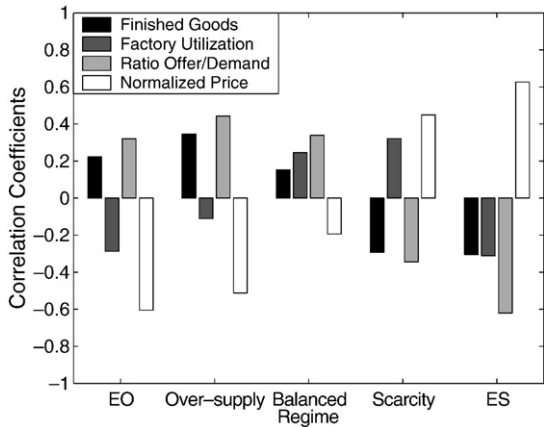 1
0.8
0.6
0.4
0.2
0
−0.2
−0.4
−0.6
−0.8
−1
Correlation Coefficients
Finished Goods
Factory Utilization
Ratio Offer/Demand
Normalized Price
EO
Over−supply
Balanced
Regime
Scarcity
ES